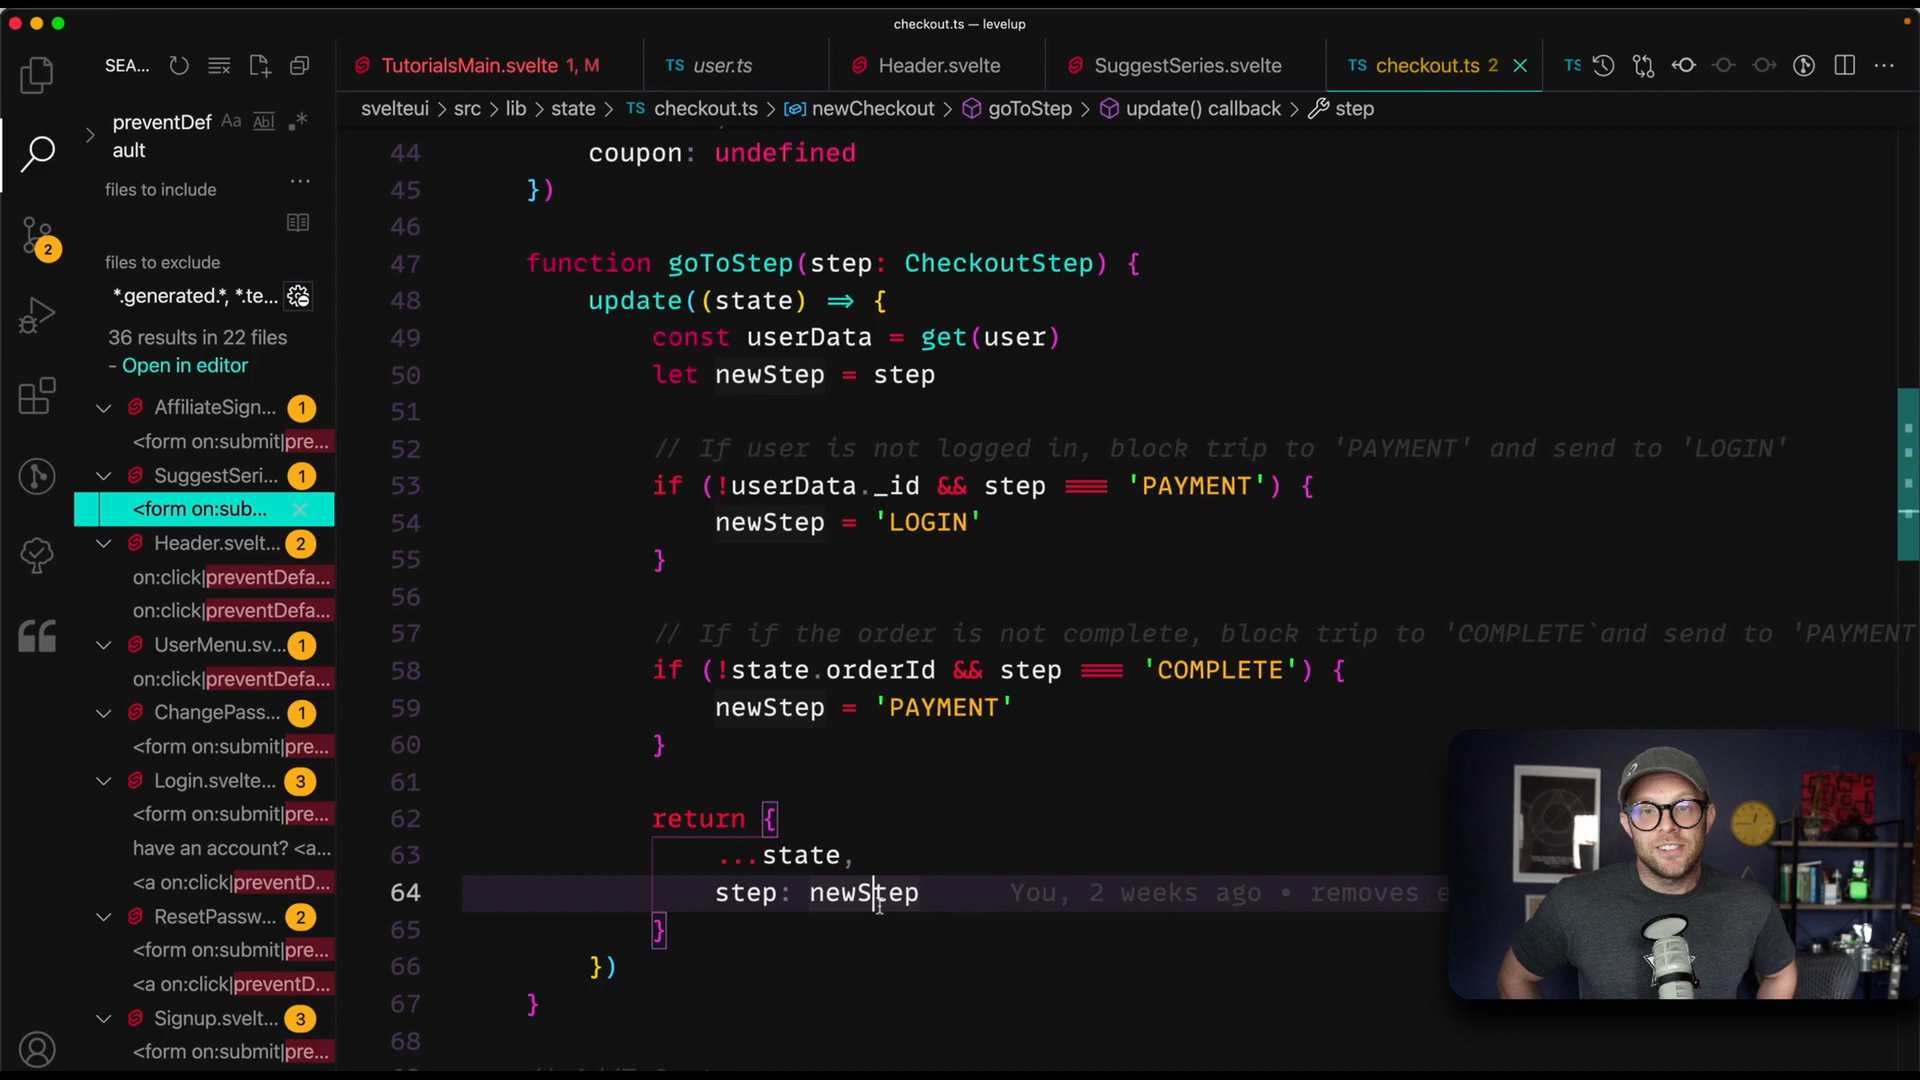 checkout.ts — levelup
SEA...
TutorialsMain.svelte 1, M
TS user.ts
Header.svelte
SuggestSeries.svelte
TS checkout.ts 2
TS
svelteui > src > lib > state > TS checkout.ts > newCheckout > goToStep > update() callback > step
preventDef
ault
Aa Abl
files to include
files to exclude
*.generated.*, *.te...
36 results in 22 files
- Open in editor
AffiliateSign... 1
<form on:submit|pre...
SuggestSeri... 1
<form on:sub...
Header.svelt... 2
on:click|preventDefa...
on:click|preventDefa...
UserMenu.sv... 1
on:click|preventDefa...
ChangePass... 1
<form on:submit|pre...
Login.svelte... 3
<form on:submit|pre...
have an account? <a...
<a on:click|preventD...
ResetPassw... 2
<form on:submit|pre...
<a on:click|preventD...
Signup.svelt... 3
<form on:submit|pre...
2
44 coupon: undefined
45 })
46
47 function goToStep(step: CheckoutStep) {
48 update((state) => {
49 const userData = get(user)
50 let newStep = step
51
52 // If user is not logged in, block trip to 'PAYMENT' and send to 'LOGIN'
53 if (!userData._id && step === 'PAYMENT') {
54 newStep = 'LOGIN'
55 }
56
57 // If if the order is not complete, block trip to 'COMPLETE`and send to 'PAYMENT
58 if (!state.orderId && step === 'COMPLETE') {
59 newStep = 'PAYMENT'
60 }
61
62 return {
63 ...state,
64 step: newStep You, 2 weeks ago • removes e
65 }
66 })
67 }
68